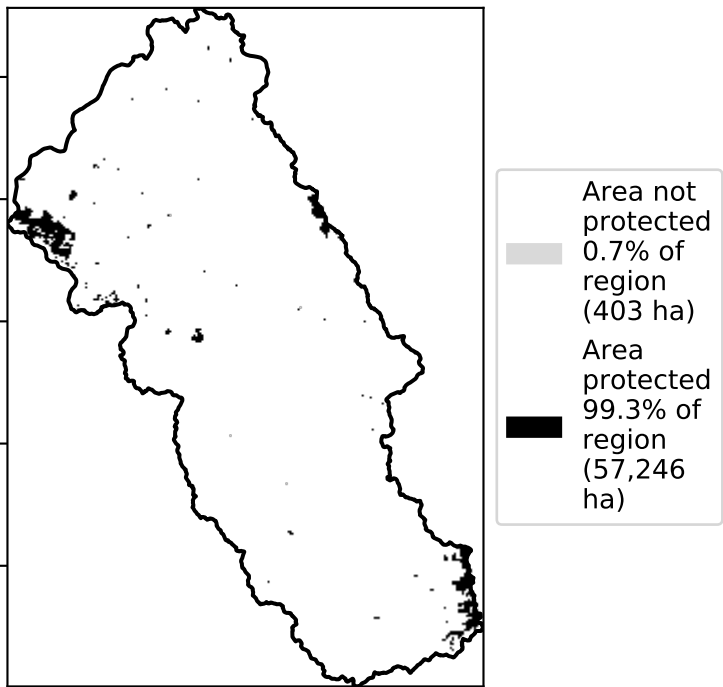 Area not
protected
0.7% of
region
(403 ha)
Area
protected
99.3% of
region
(57,246
ha)